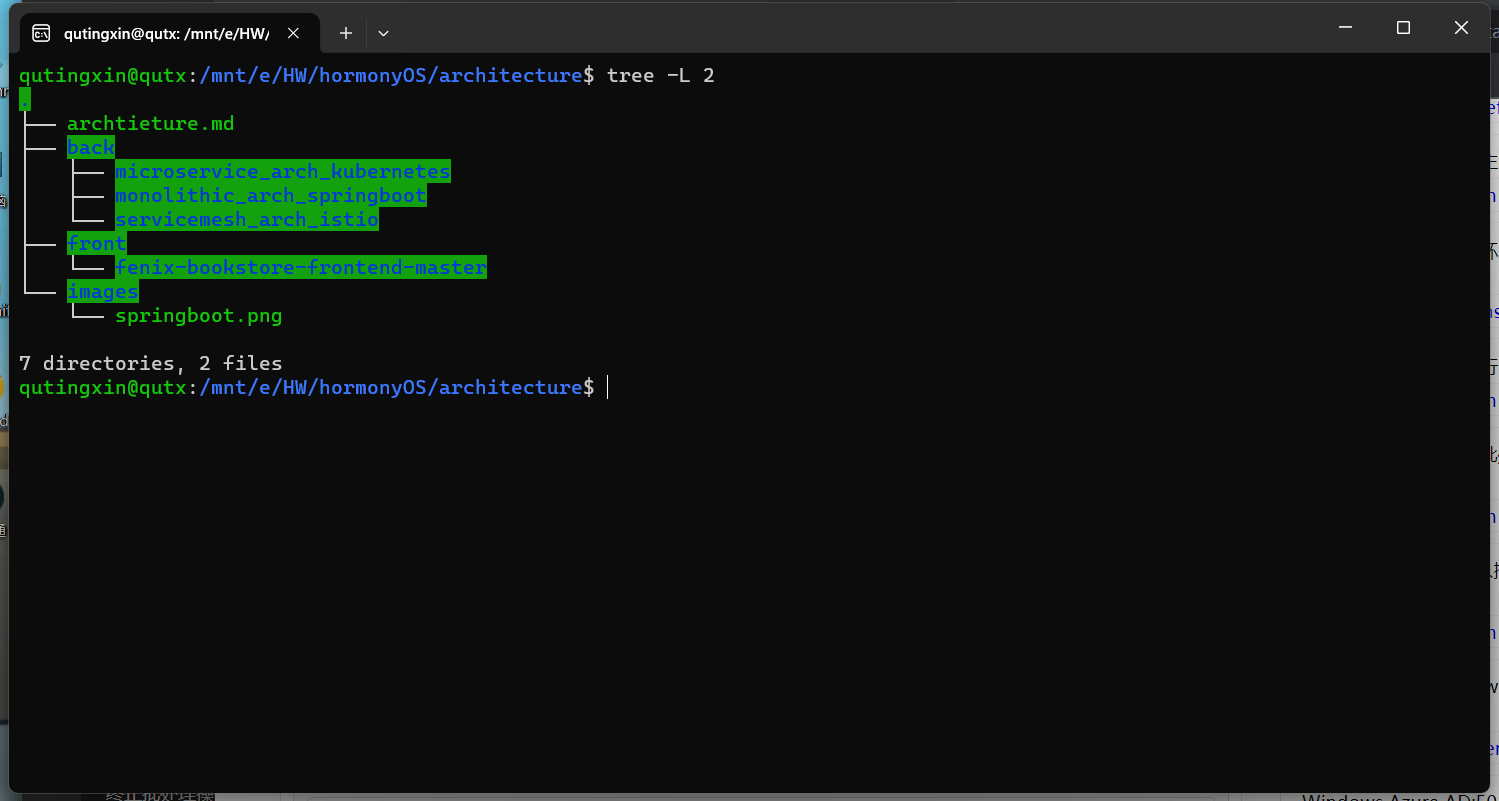 qutingxin@qutx: /mnt/e/HW/
qutingxin@qutx:/mnt/e/HW/hormonyOS/architecture$ tree -L 2
.
├── archtieture.md
├── back
│   ├── microservice_arch_kubernetes
│   ├── monolithic_arch_springboot
│   └── servicemesh_arch_istio
├── front
│   └── fenix-bookstore-frontend-master
└── images
    └── springboot.png
7 directories, 2 files
qutingxin@qutx:/mnt/e/HW/hormonyOS/architecture$